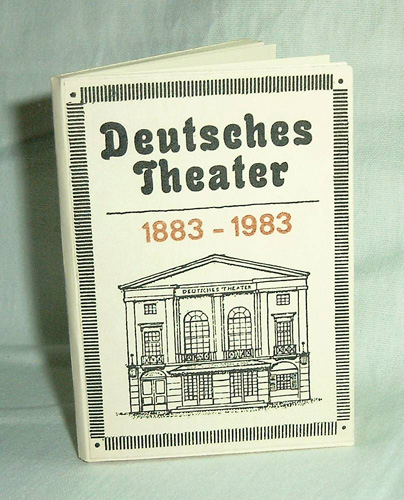 Deutsches
Theater
1883 - 1983
DEUTSCHES THEATER